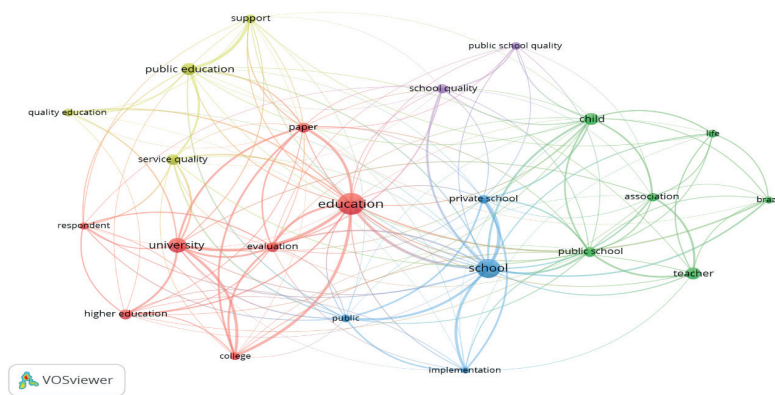 support
public school quality
public education
school quality
quality education
paper
child
life
service quality
education
private school
association
respondent
university
evaluation
public school
school
teacher
higher education
public
college
implementation
VOSviewer